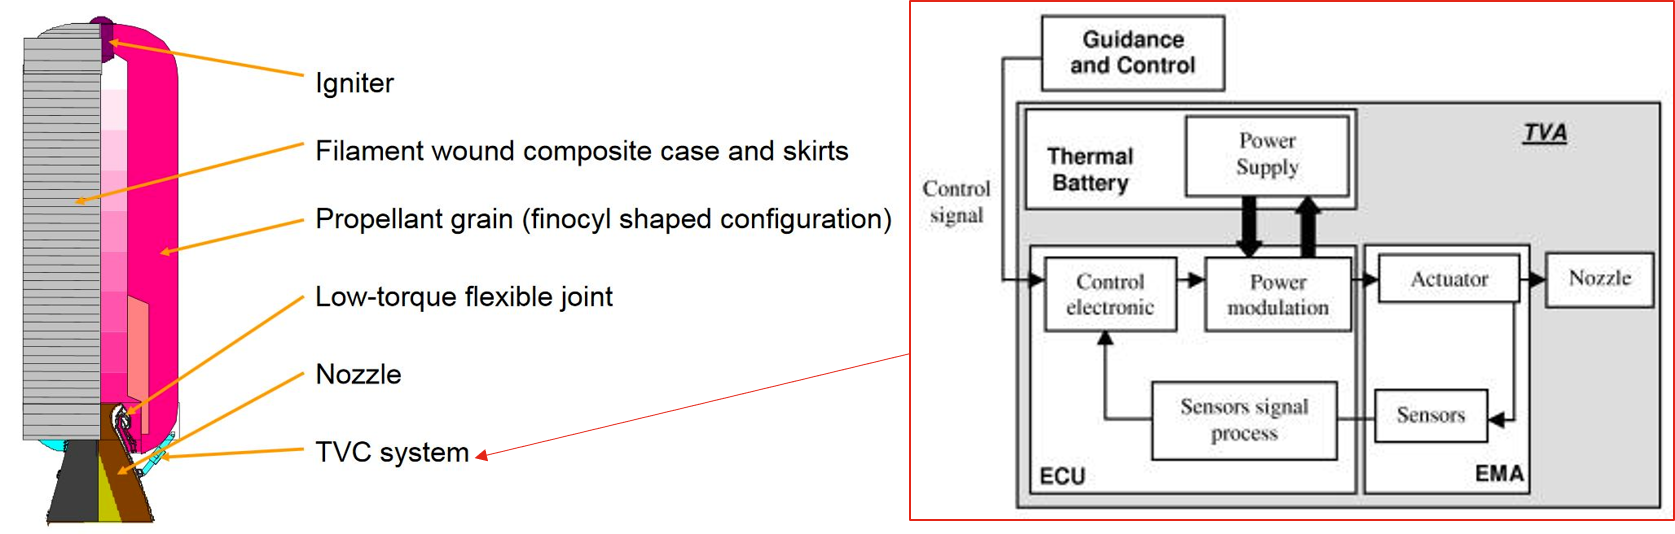 Igniter
Filament wound composite case and skirts
Propellant grain (finocyl shaped configuration)
Low-torque flexible joint
Nozzle
TVC system
Guidance
and Control
TVA
Power
Supply
Thermal
Battery
Control
signal
Control
electronic
Power
modulation
Actuator
Nozzle
Sensors signal
process
Sensors
ECU
EMA